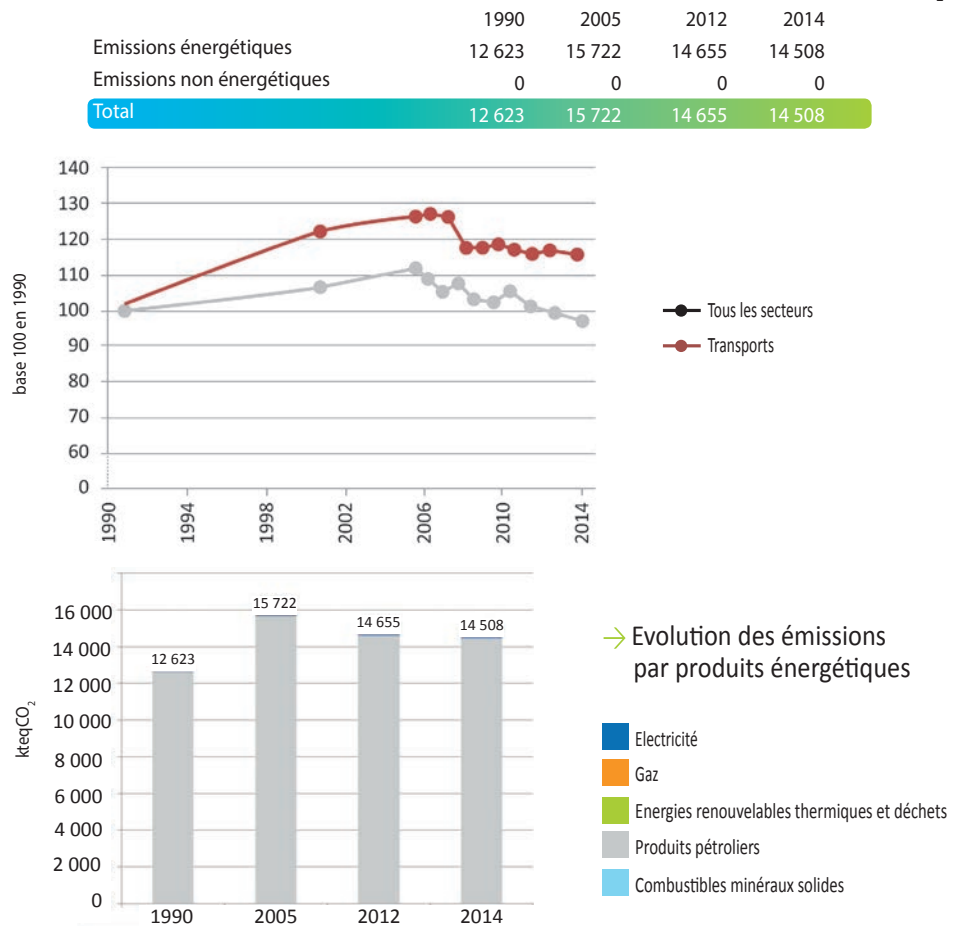 1990 2005 2012 2014
Emissions énergétiques 12 623 15 722 14 655 14 508
Emissions non énergétiques 0 0 0 0
Total 12 623 15 722 14 655 14 508
base 100 en 1990
140
130
120
110
100
90
80
70
60
0
1990 1994 1998 2002 2006 2010 2014
Tous les secteurs
Transports
kteqCO2
16 000
14 000
12 000
10 000
8 000
6 000
4 000
2 000
0
12 623
15 722
14 655
14 508
1990 2005 2012 2014
→ Evolution des émissions
par produits énergétiques
Electricité
Gaz
Energies renouvelables thermiques et déchets
Produits pétroliers
Combustibles minéraux solides